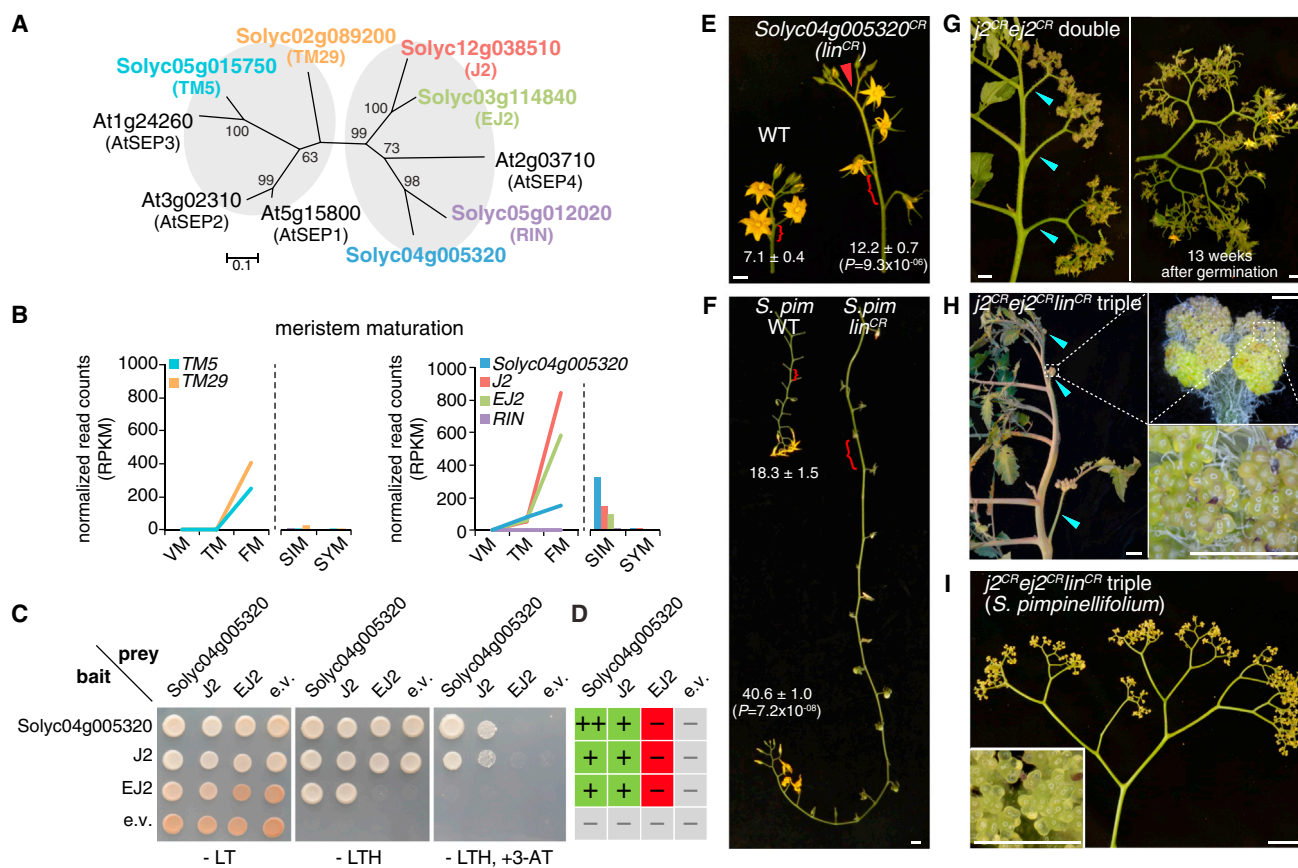 A
Solyc02g089200
(TM29)
Solyc12g038510
(J2)
Solyc05g015750
(TM5)
Solyc03g114840
(EJ2)
At1g24260
(AtSEP3)
At2g03710
(AtSEP4)
At3g02310
(AtSEP2)
At5g15800
(AtSEP1)
Solyc05g012020
(RIN)
Solyc04g005320
100
100
99
63
73
99
98
0.1
B
meristem maturation
normalized read counts
(RPKM)
1000
800
600
400
200
0
TM5
TM29
VM TM FM SIM SYM
normalized read counts
(RPKM)
1000
800
600
400
200
0
Solyc04g005320
J2
EJ2
RIN
VM TM FM SIM SYM
C
prey
bait
Solyc04g005320 J2 EJ2 e.v.
Solyc04g005320 J2 EJ2 e.v.
Solyc04g005320 J2 EJ2 e.v.
Solyc04g005320
J2
EJ2
e.v.
- LT
- LTH
- LTH, +3-AT
D
Solyc04g005320 J2 EJ2 e.v.
++ + − −
+ + − −
+ + − −
− − − −
E
Solyc04g005320CR
(linCR)
WT
7.1 ± 0.4
12.2 ± 0.7
(P=9.3x10-06)
F
S. pim
WT
S. pim
linCR
18.3 ± 1.5
40.6 ± 1.0
(P=7.2x10-08)
G
j2CRej2CR double
13 weeks
after germination
H
j2CRej2CRlinCR triple
I
j2CRej2CRlinCR triple
(S. pimpinellifolium)